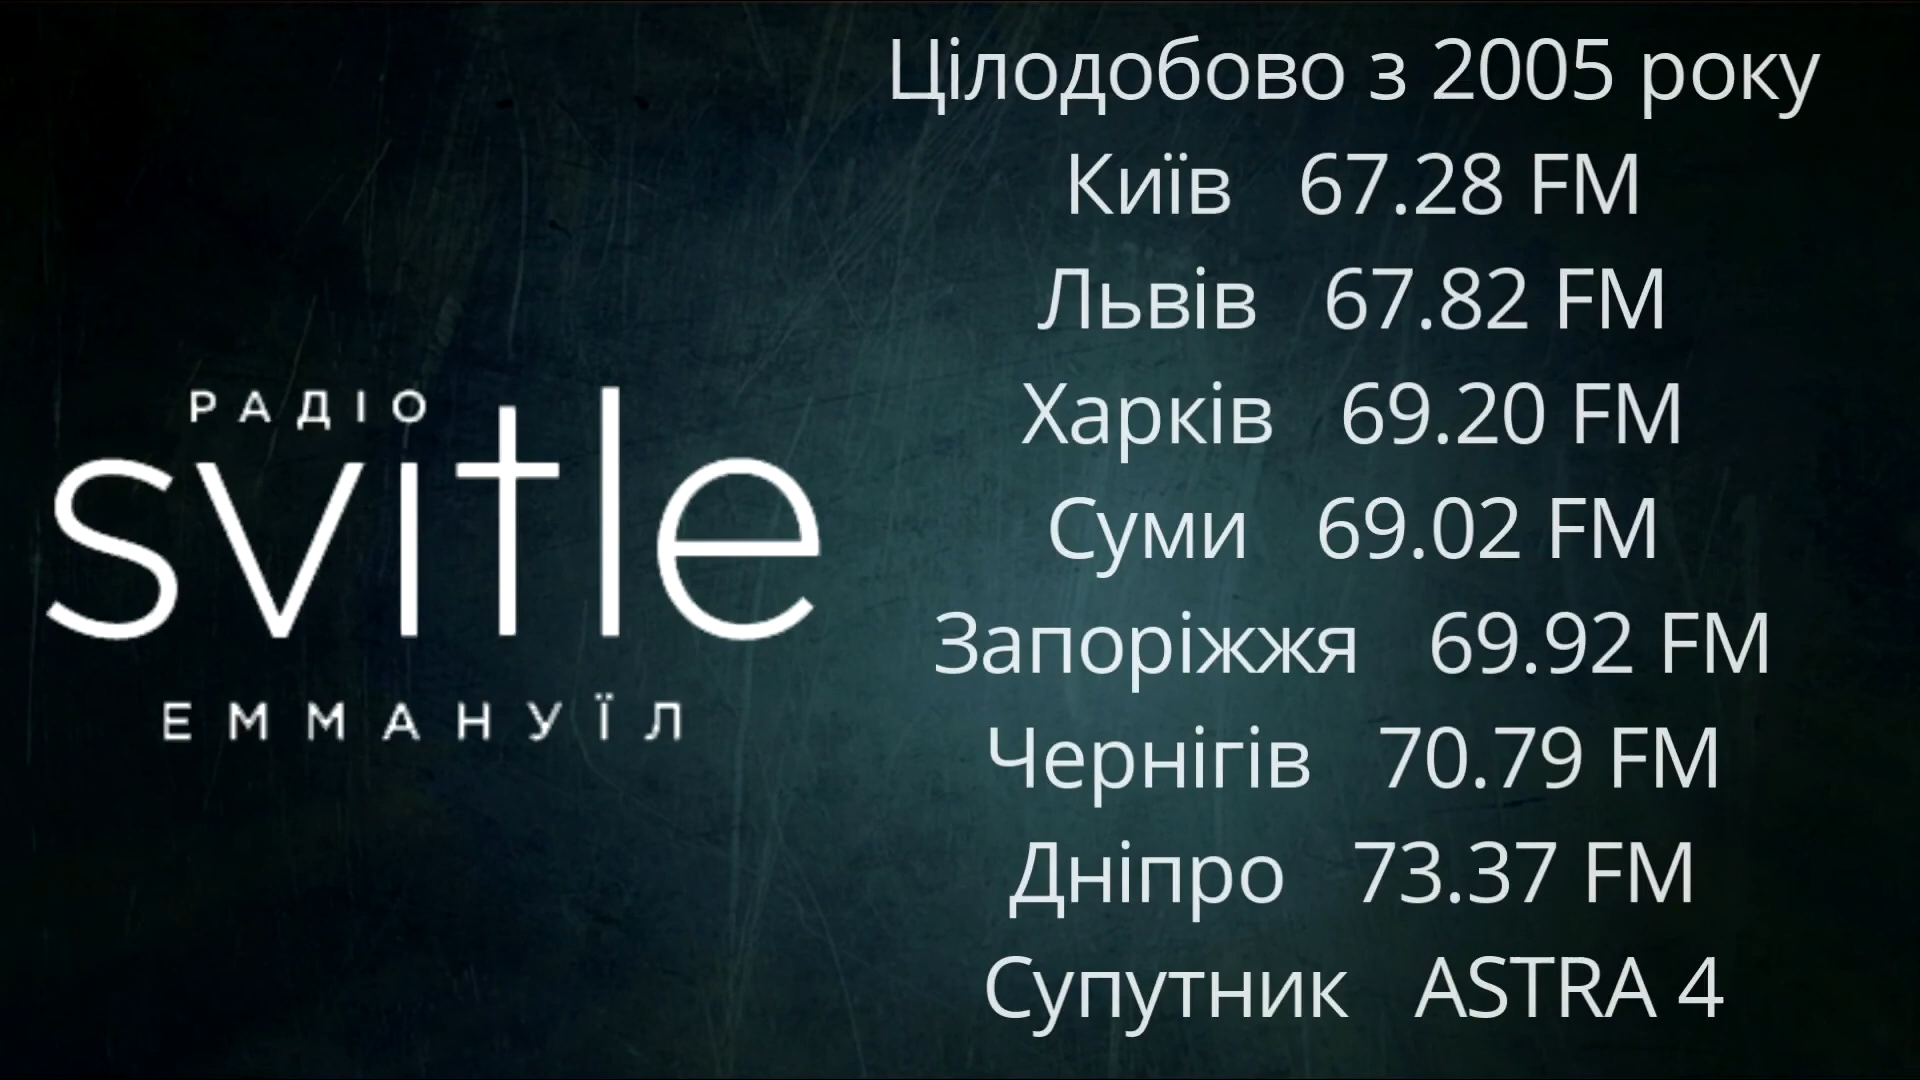 РАДІО
svitle
ЕММАНУЇЛ
Цілодобово з 2005 року
Київ 67.28 FM
Львів 67.82 FM
Харків 69.20 FM
Суми 69.02 FM
Запоріжжя 69.92 FM
Чернігів 70.79 FM
Дніпро 73.37 FM
Супутник ASTRA 4